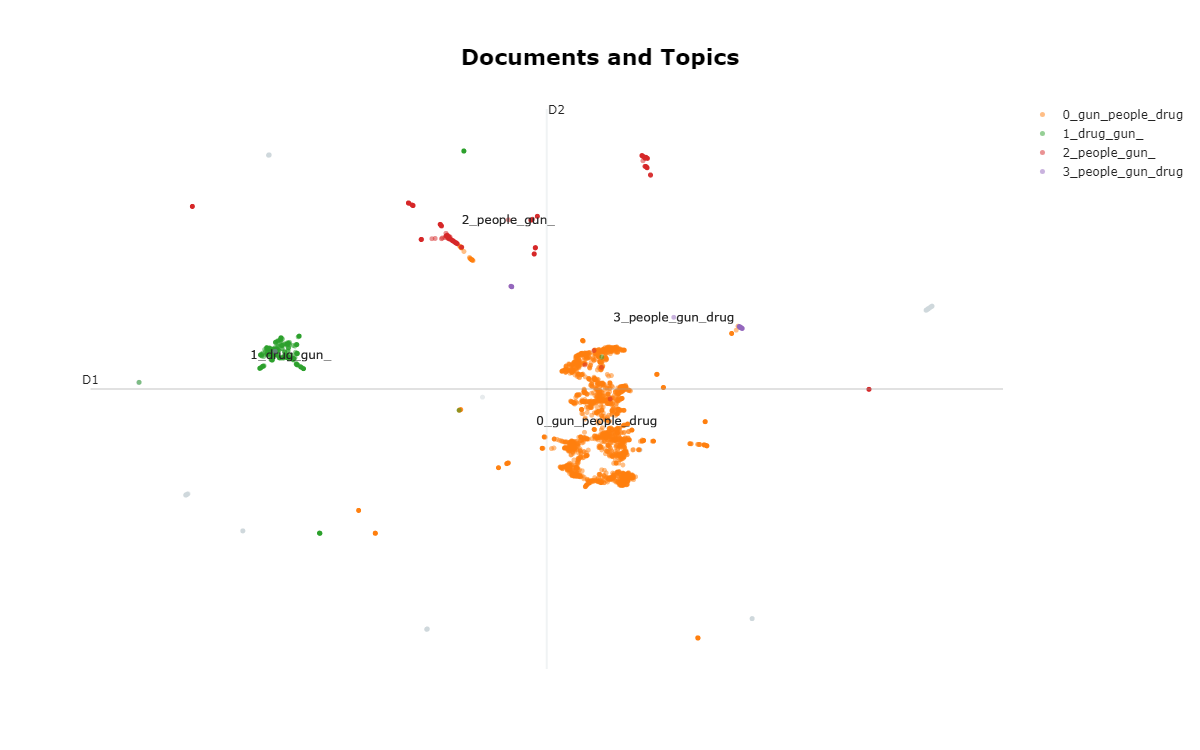 Documents and Topics
D2
0_gun_people_drug
1_drug_gun_
2_people_gun_
3_people_gun_drug
2_people_gun_
3_people_gun_drug
1_drug_gun_
D1
0_gun_people_drug